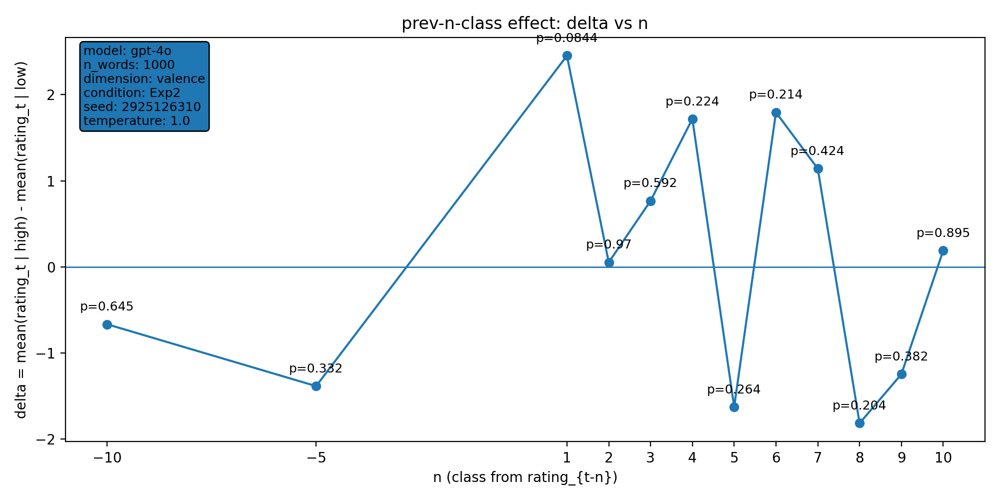 prev-n-class effect: delta vs n
model: gpt-4o
n_words: 1000
dimension: valence
condition: Exp2
seed: 2925126310
temperature: 1.0
p=0.0844
p=0.224
p=0.214
p=0.424
p=0.592
p=0.97
p=0.895
p=0.645
p=0.332
p=0.264
p=0.382
p=0.204
2
1
0
−1
−2
delta = mean(rating_t | high) - mean(rating_t | low)
−10 −5 1 2 3 4 5 6 7 8 9 10
n (class from rating_{t-n})